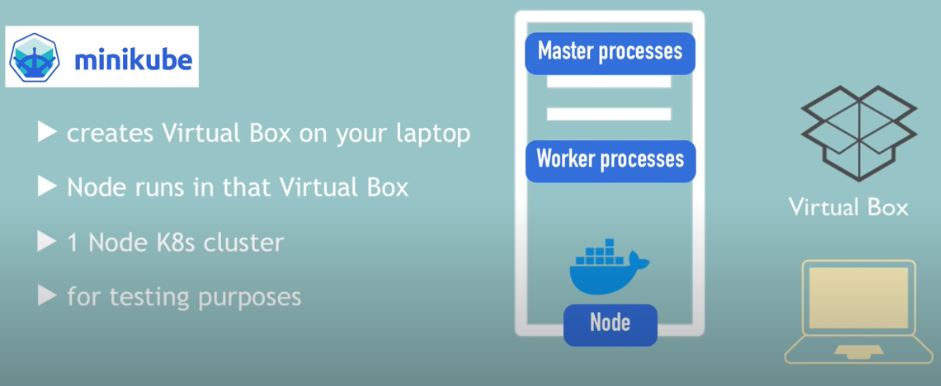 minikube
creates Virtual Box on your laptop
Node runs in that Virtual Box
1 Node K8s cluster
for testing purposes
Master processes
Worker processes
Node
Virtual Box